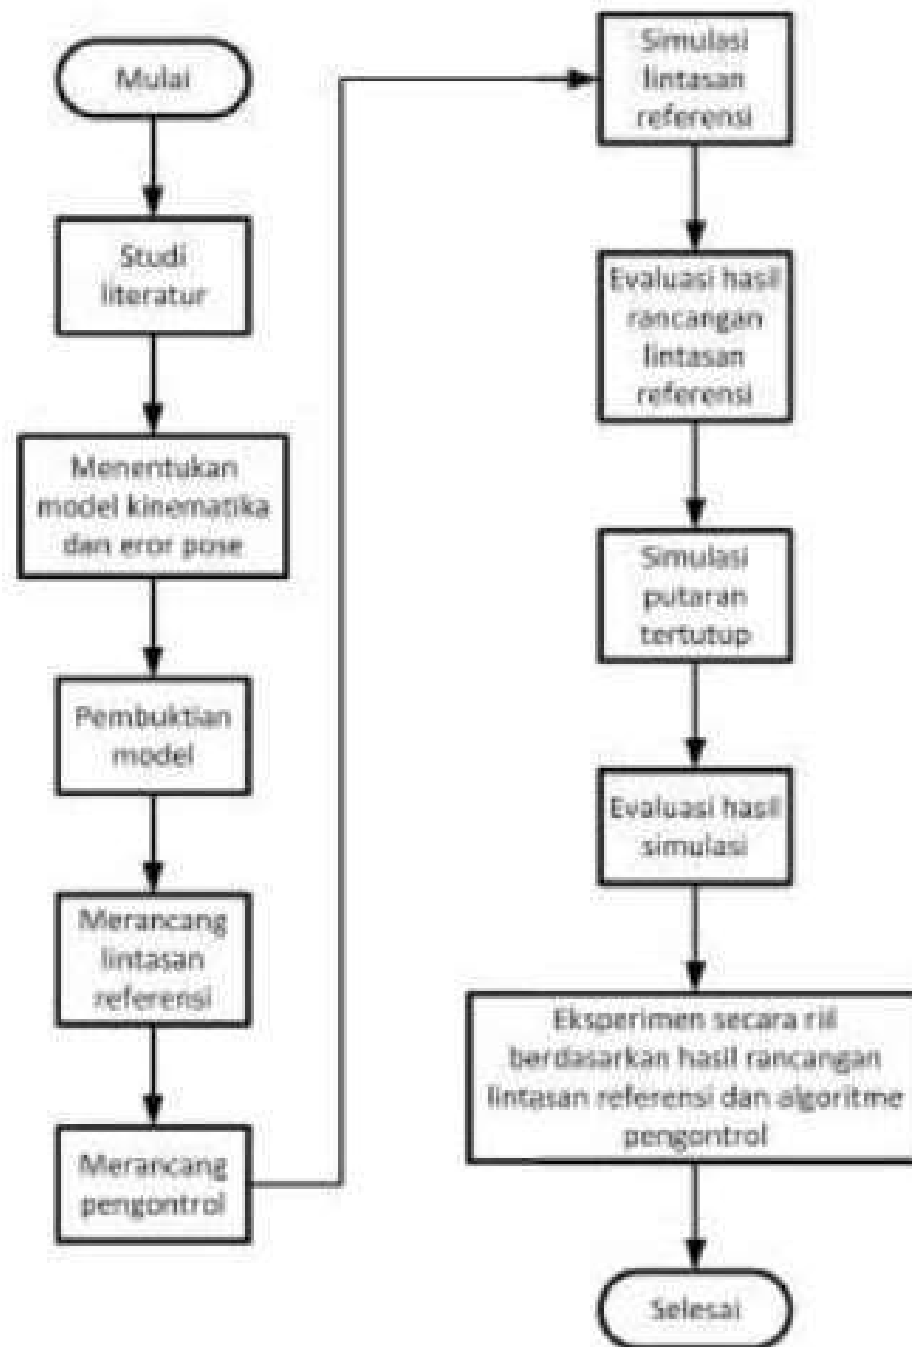 Mulai
Studi
literatur
Menentukan
model kinematika
dan eror pose
Pembuktian
model
Merancang
lintasan
referensi
Merancang
pengontrol
Simulasi
lintasan
referensi
Evaluasi hasil
rancangan
lintasan
referensi
Simulasi
putaran
tertutup
Evaluasi hasil
simulasi
Eksperimen secara riil
berdasarkan hasil rancangan
lintasan referensi dan algoritme
pengontrol
Selesai